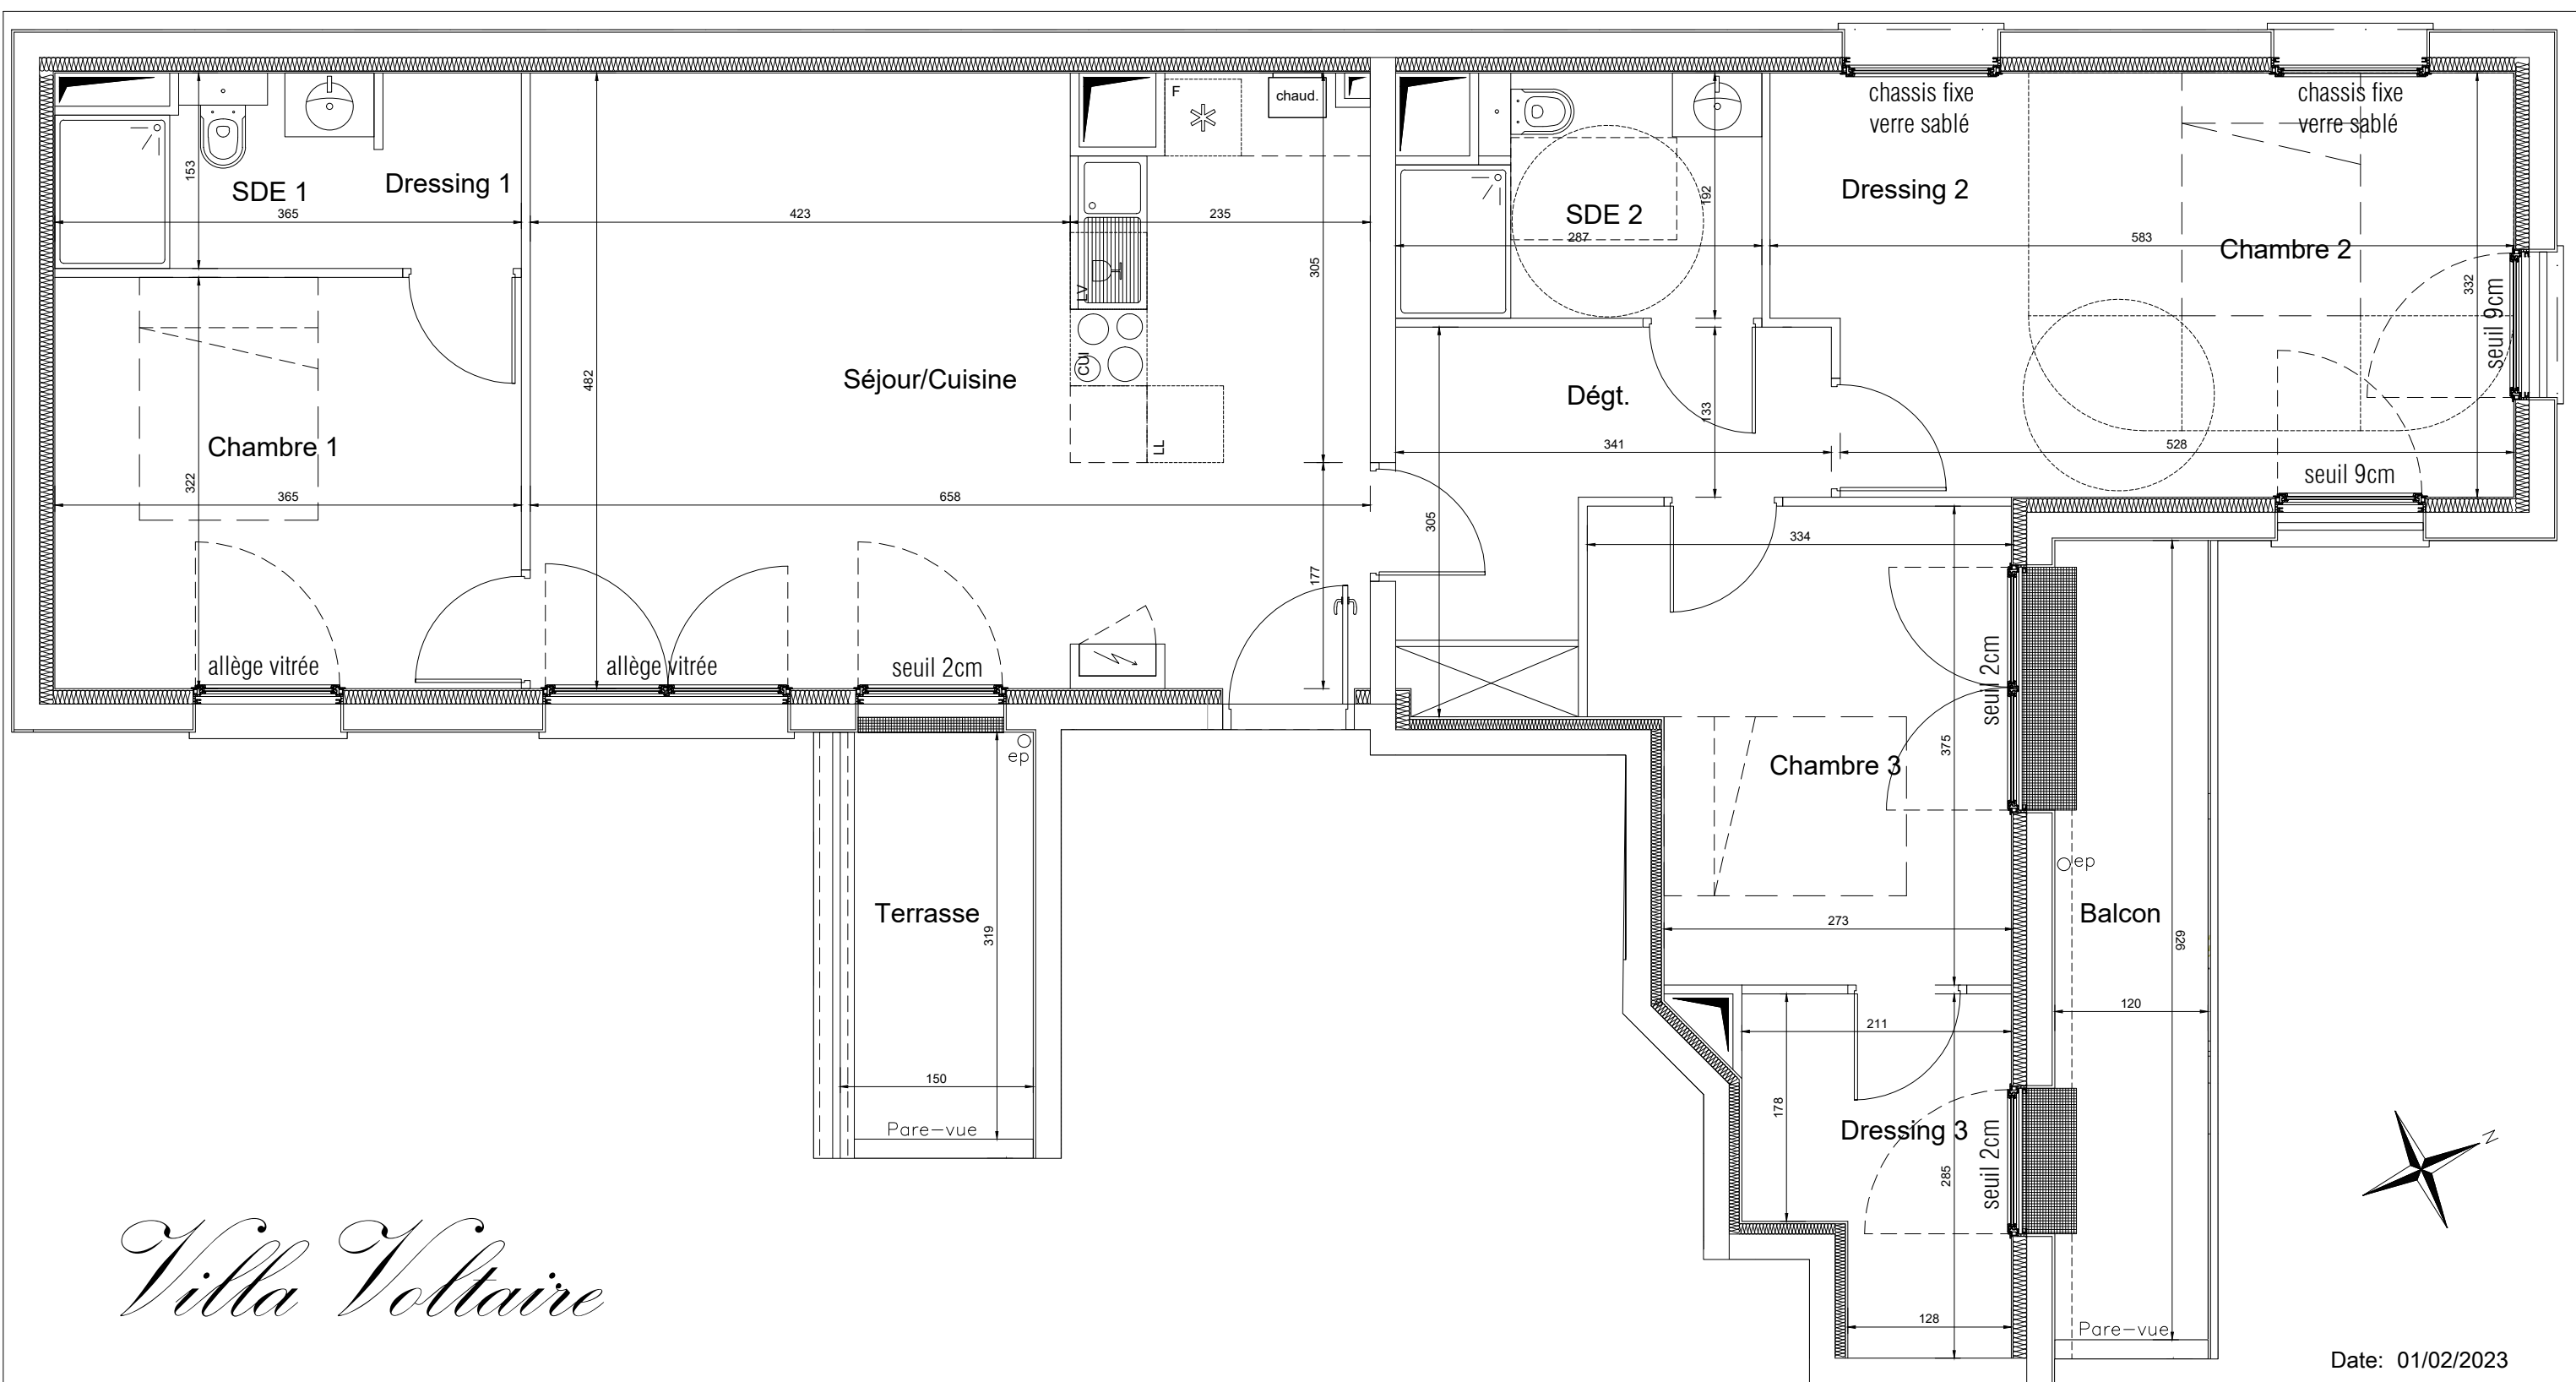 chassis fixe
verre sablé
chassis fixe
verre sablé
F
chaud.
SDE 1
Dressing 1
153
365
423
235
SDE 2
192
287
Dressing 2
583
Chambre 2
332
seuil 9cm
305
LV
CUI
LL
482
Séjour/Cuisine
Dégt.
133
341
528
seuil 9cm
Chambre 1
322
365
658
305
334
177
allège vitrée
allège vitrée
seuil 2cm
seuil 2cm
ep
Chambre 3
375
ep
Terrasse
319
273
Balcon
626
120
211
150
Pare-vue
178
Dressing 3
seuil 2cm
285
N
Villa Voltaire
128
Pare-vue
Date: 01/02/2023